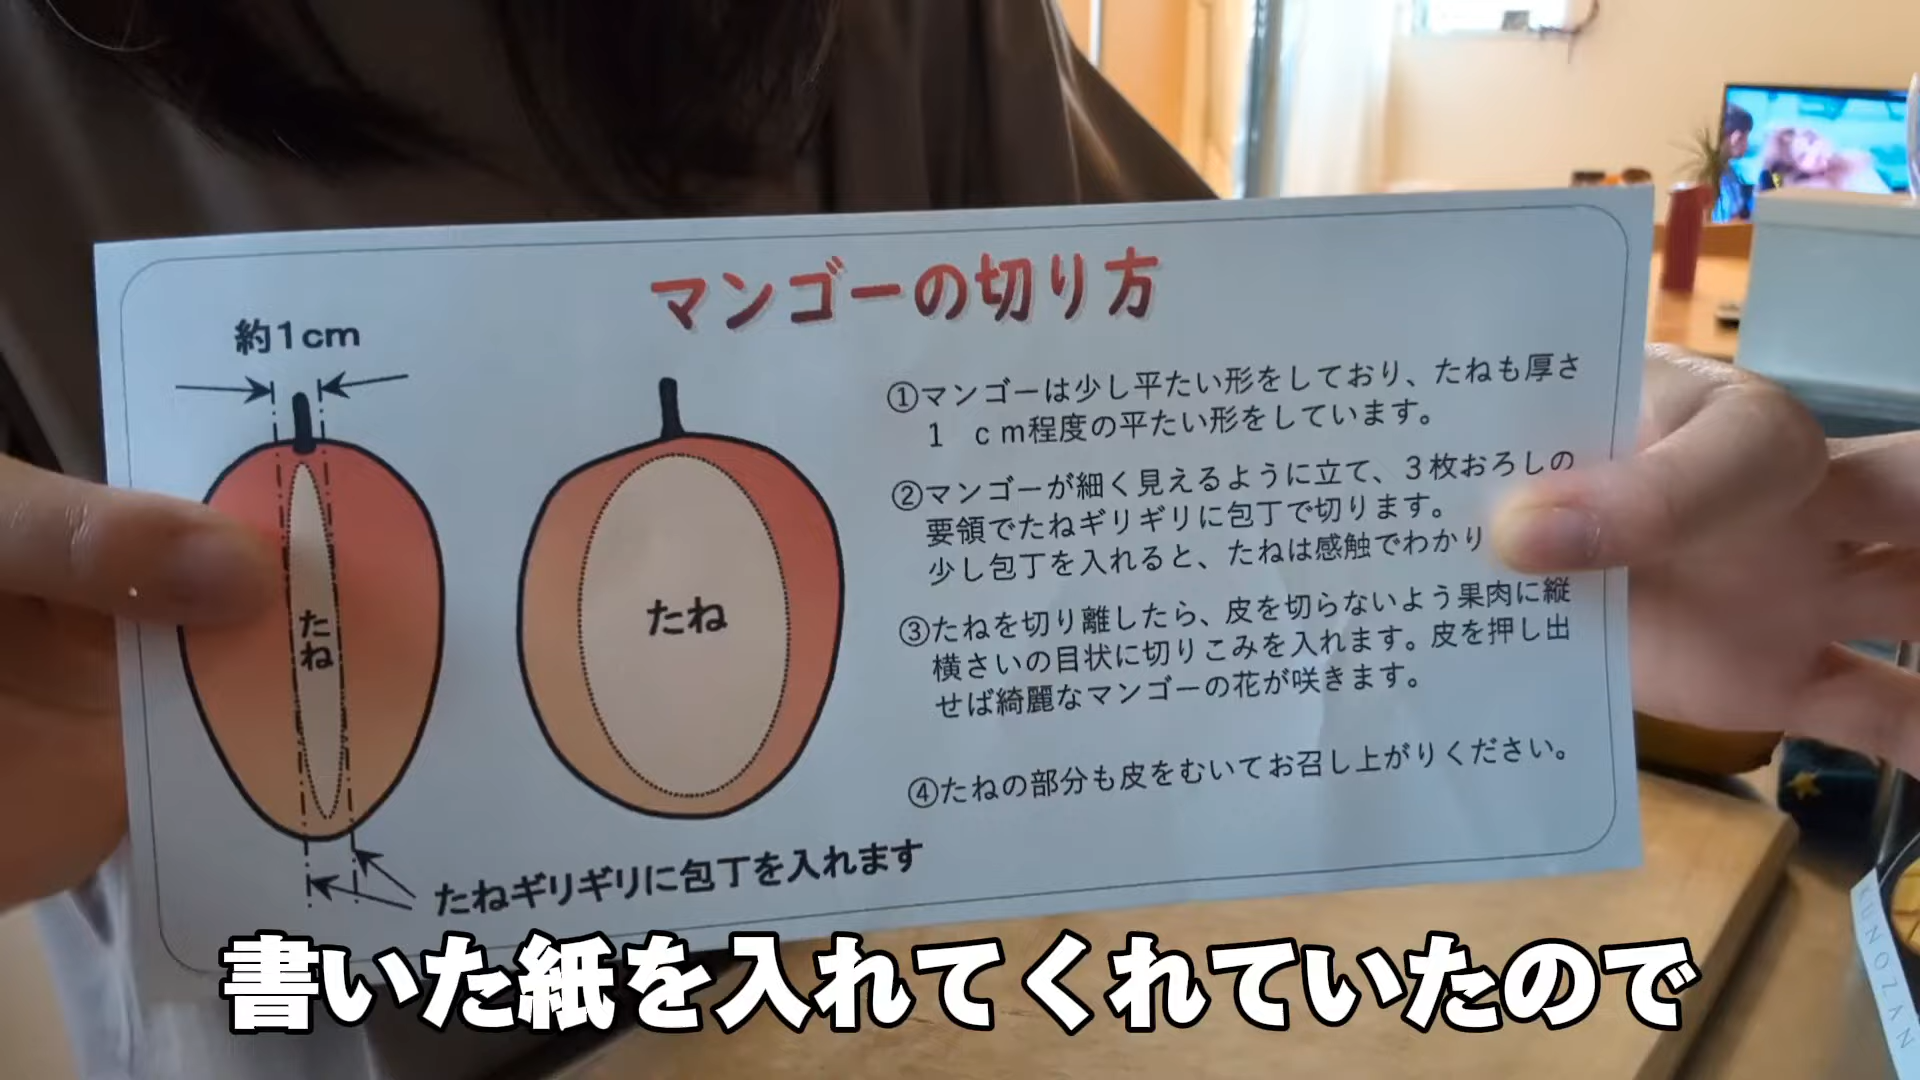 マンゴーの切り方
約1cm
たね
たね
たねギリギリに包丁を入れます
①マンゴーは少し平たい形をしており、たねも厚さ
1 cm程度の平たい形をしています。
②マンゴーが細く見えるように立て、3枚おろしの
要領でたねギリギリに包丁で切ります。
少し包丁を入れると、たねは感触でわかり
③たねを切り離したら、皮を切らないよう果肉に縦
横さいの目状に切りこみを入れます。皮を押し出
せば綺麗なマンゴーの花が咲きます。
④たねの部分も皮をむいてお召し上がりください。
書いた紙を入れてくれていたので